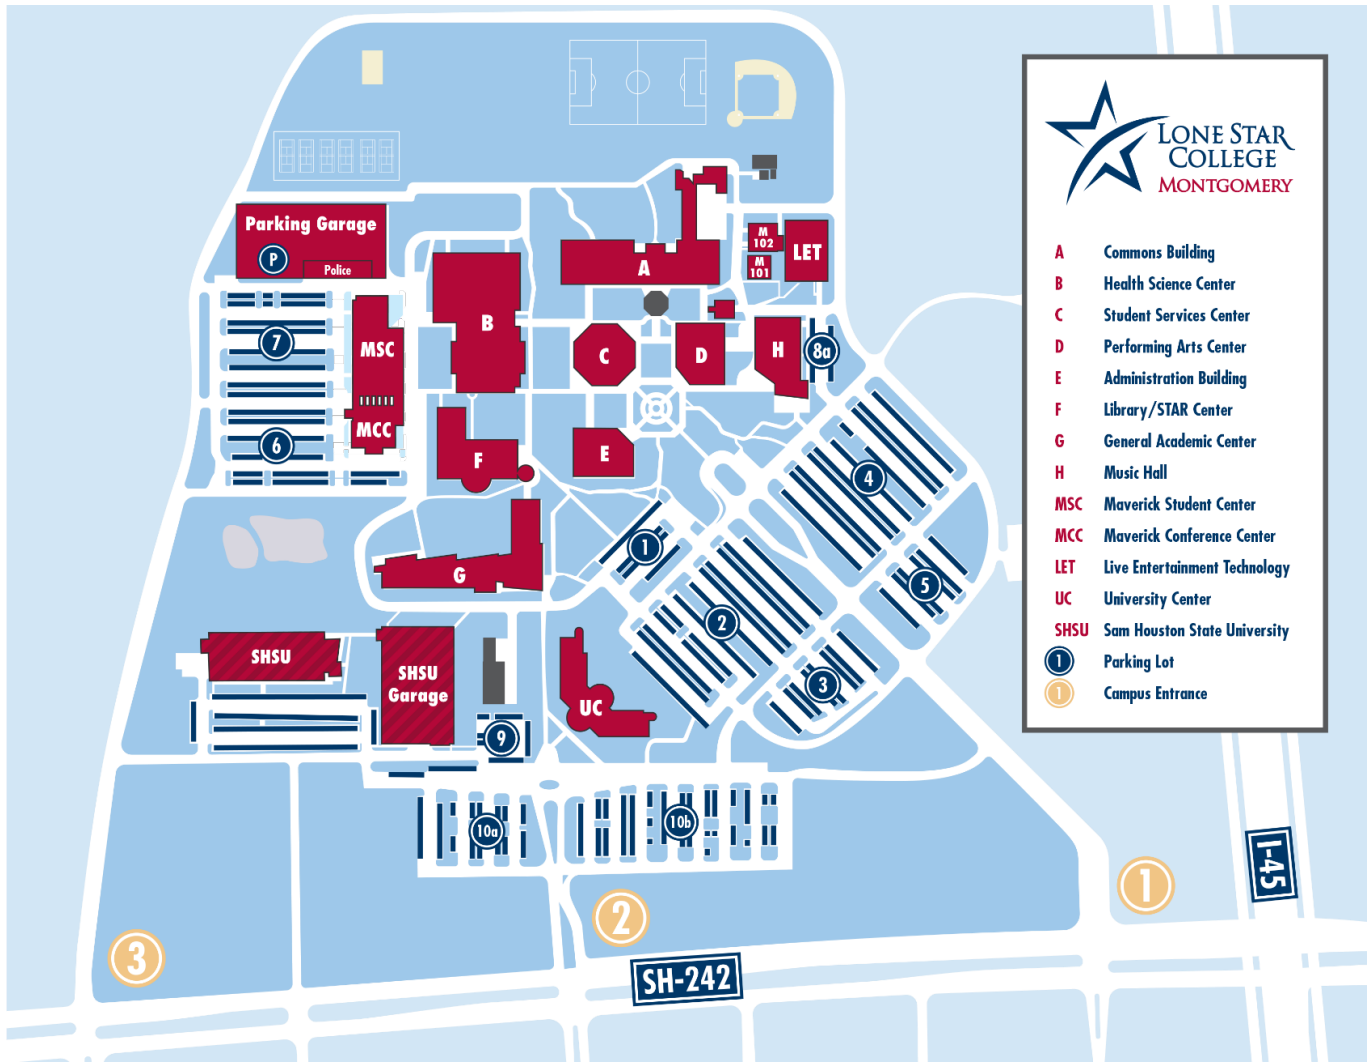 LONE STAR
COLLEGE
MONTGOMERY
A Commons Building
B Health Science Center
C Student Services Center
D Performing Arts Center
E Administration Building
F Library/STAR Center
G General Academic Center
H Music Hall
MSC Maverick Student Center
MCC Maverick Conference Center
LET Live Entertainment Technology
UC University Center
SHSU Sam Houston State University
1 Parking Lot
1 Campus Entrance
Parking Garage
P
Police
M
102
M
101
LET
A
B
C
D
H
8a
7
MSC
MCC
6
F
E
4
1
G
5
2
SHSU
SHSU
Garage
UC
3
9
10a
10b
1
2
3
I-45
SH-242